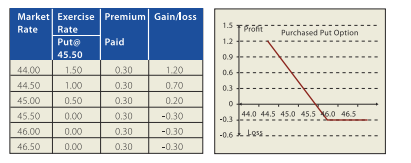 Market Rate Exercise Rate Premium Gain/loss
Put@ 45.50 Paid
44.00 1.50 0.30 1.20
44.50 1.00 0.30 0.70
45.00 0.50 0.30 0.20
45.50 0.00 0.30 -0.30
46.00 0.00 0.30 -0.30
46.50 0.00 0.30 -0.30
1.5
Profit
Purchased Put Option
1.2
0.9
0.6
0.3
0
44.0 44.5 45.0 45.5 46.0 46.5
-0.3
-0.6
Loss